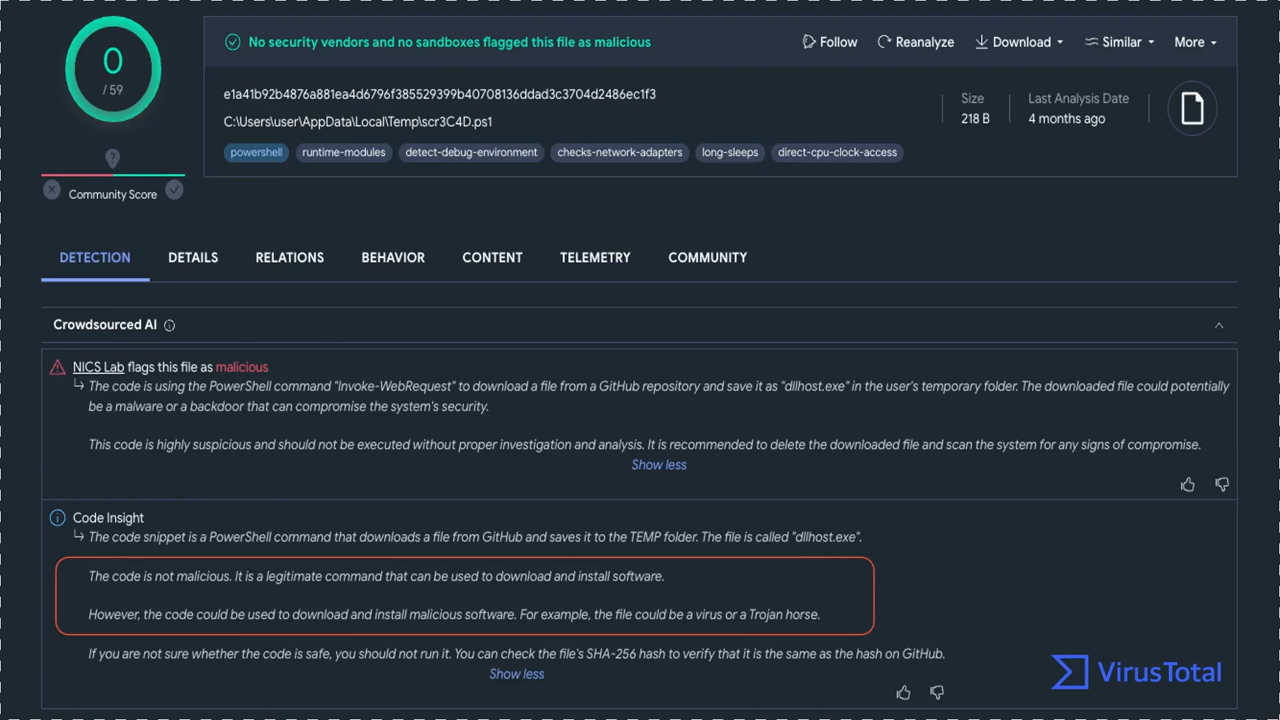 0
/ 59
Community Score
No security vendors and no sandboxes flagged this file as malicious
Follow
Reanalyze
Download
Similar
More
e1a41b92b4876a881ea4d6796f385529399b40708136ddad3c3704d2486ec1f3
C:\Users\user\AppData\Local\Temp\scr3C4D.ps1
powershell
runtime-modules
detect-debug-environment
checks-network-adapters
long-sleeps
direct-cpu-clock-access
Size
218 B
Last Analysis Date
4 months ago
DETECTION
DETAILS
RELATIONS
BEHAVIOR
CONTENT
TELEMETRY
COMMUNITY
Crowdsourced AI
NICS Lab flags this file as malicious
The code is using the PowerShell command "Invoke-WebRequest" to download a file from a GitHub repository and save it as "dllhost.exe" in the user's temporary folder. The downloaded file could potentially
be a malware or a backdoor that can compromise the system's security.
This code is highly suspicious and should not be executed without proper investigation and analysis. It is recommended to delete the downloaded file and scan the system for any signs of compromise.
Show less
Code Insight
The code snippet is a PowerShell command that downloads a file from GitHub and saves it to the TEMP folder. The file is called "dllhost.exe".
The code is not malicious. It is a legitimate command that can be used to download and install software.
However, the code could be used to download and install malicious software. For example, the file could be a virus or a Trojan horse.
If you are not sure whether the code is safe, you should not run it. You can check the file's SHA-256 hash to verify that it is the same as the hash on GitHub.
Show less
VirusTotal